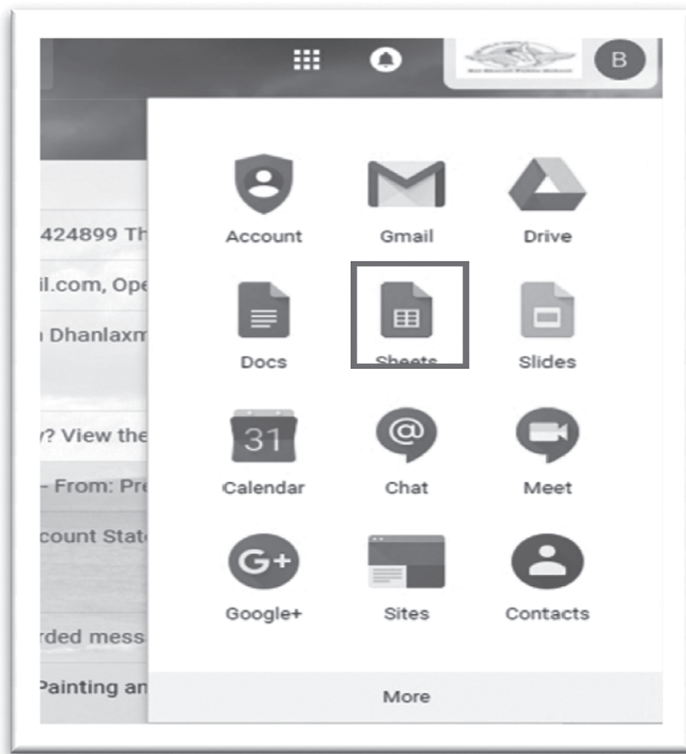 B
Account Gmail Drive
424899 Th
il.com, Ope
Dhanlaxm
Docs Sheets Slides
31
@
y? View the
- From: Pre
Calendar Chat Meet
count Stat
G+
Google+ Sites Contacts
rded mess
Painting an
More